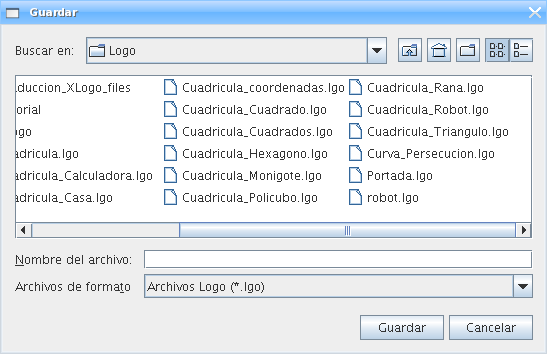 Guardar
Buscar en: Logo
aduccion_XLogo_files Cuadricula_coordenadas.lgo Cuadricula_Rana.lgo
orial Cuadricula_Cuadrado.lgo Cuadricula_Robot.lgo
ogo Cuadricula_Cuadrados.lgo Cuadricula_Triangulo.lgo
adricula.lgo Cuadricula_Hexagono.lgo Curva_Persecucion.lgo
adricula_Calculadora.lgo Cuadricula_Monigote.lgo Portada.lgo
adricula_Casa.lgo Cuadricula_Policubo.lgo robot.lgo
Nombre del archivo:
Archivos de formato Archivos Logo (*.lgo)
Guardar Cancelar